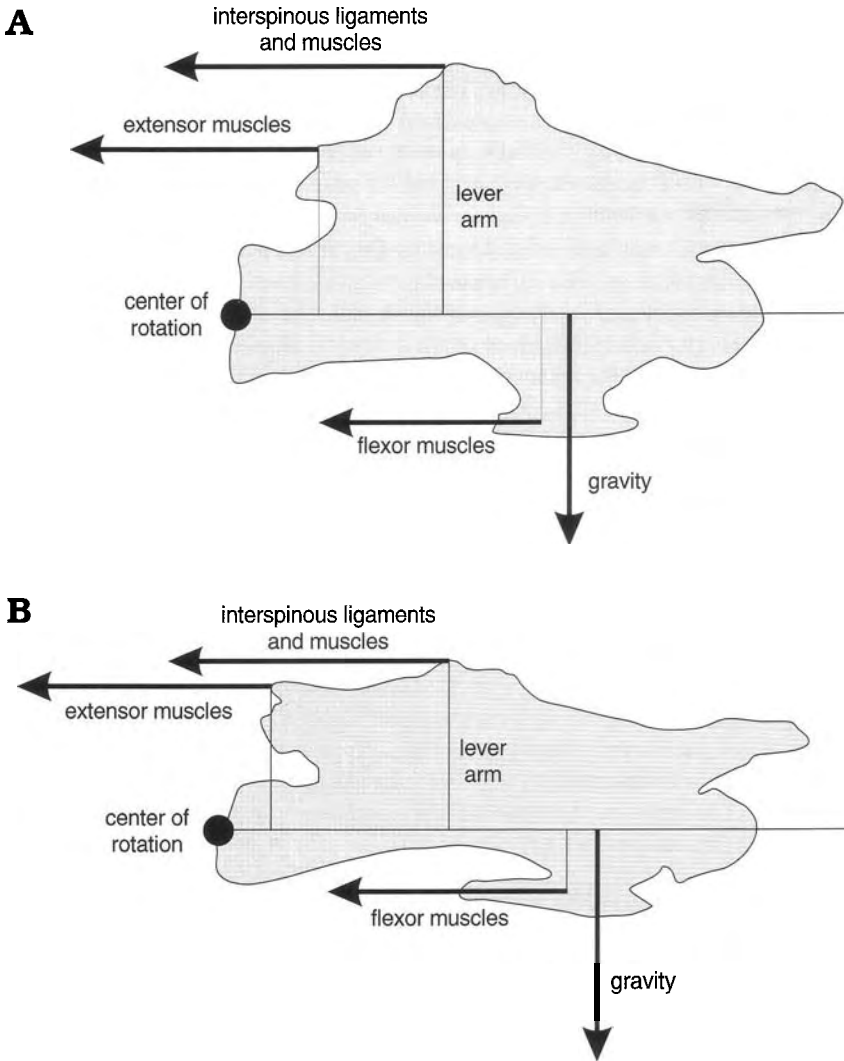 A
interspinous ligaments
and muscles
extensor muscles
lever
arm
center of
rotation
flexor muscles
gravity
B
interspinous ligaments
and muscles
extensor muscles
lever
arm
center of
rotation
flexor muscles
gravity